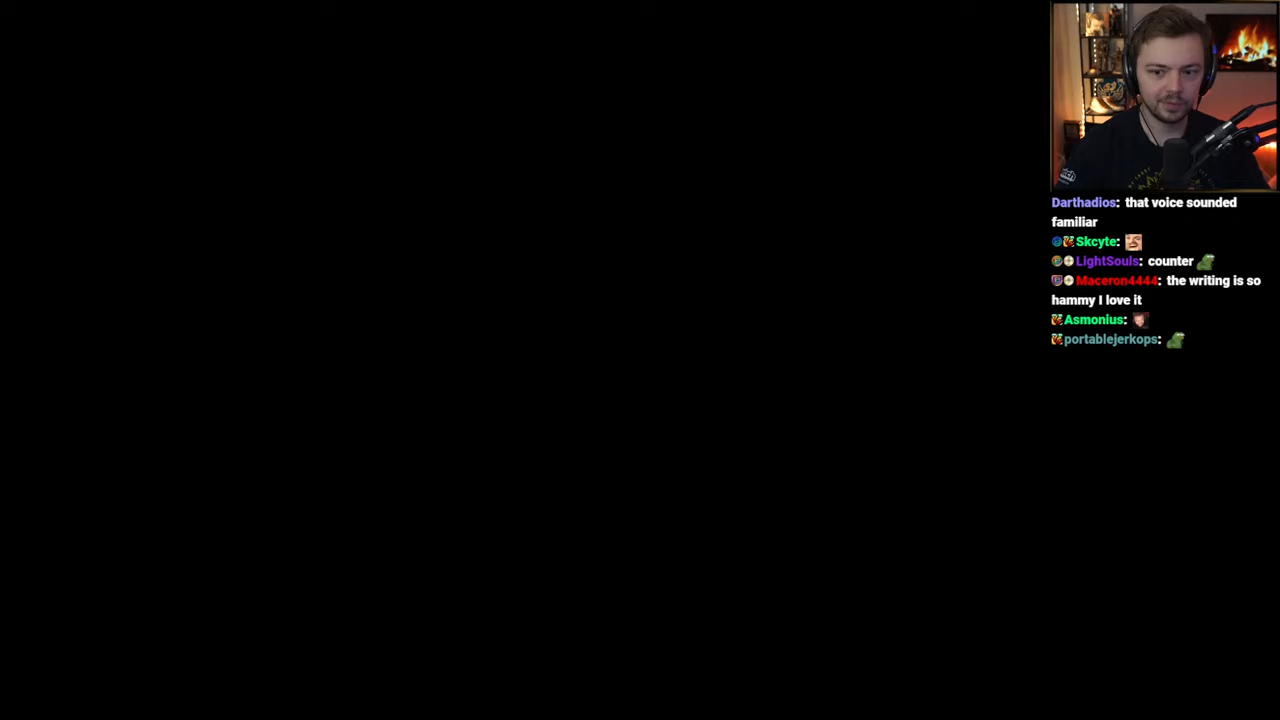 Darthadios: that voice sounded
familiar
Skcyte:
LightSouls: counter
Maceron4444: the writing is so
hammy I love it
Asmonius:
portablejerkops: